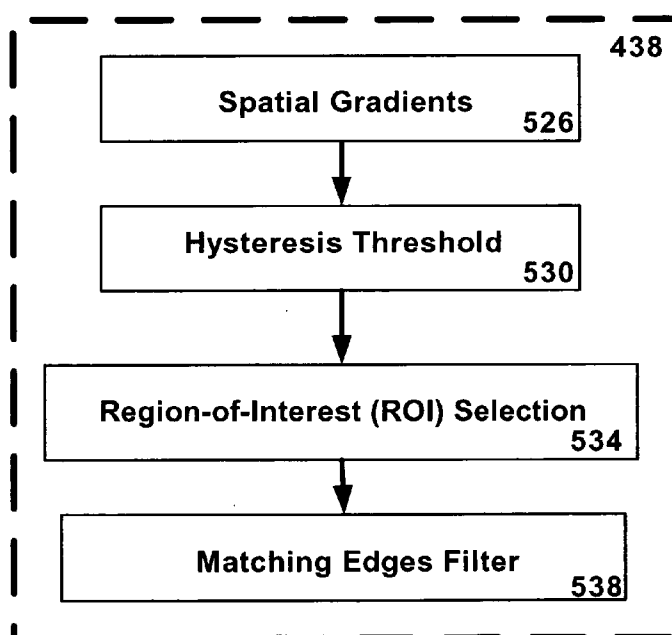 438
Spatial Gradients
526
Hysteresis Threshold
530
Region-of-Interest (ROI) Selection
534
Matching Edges Filter
538